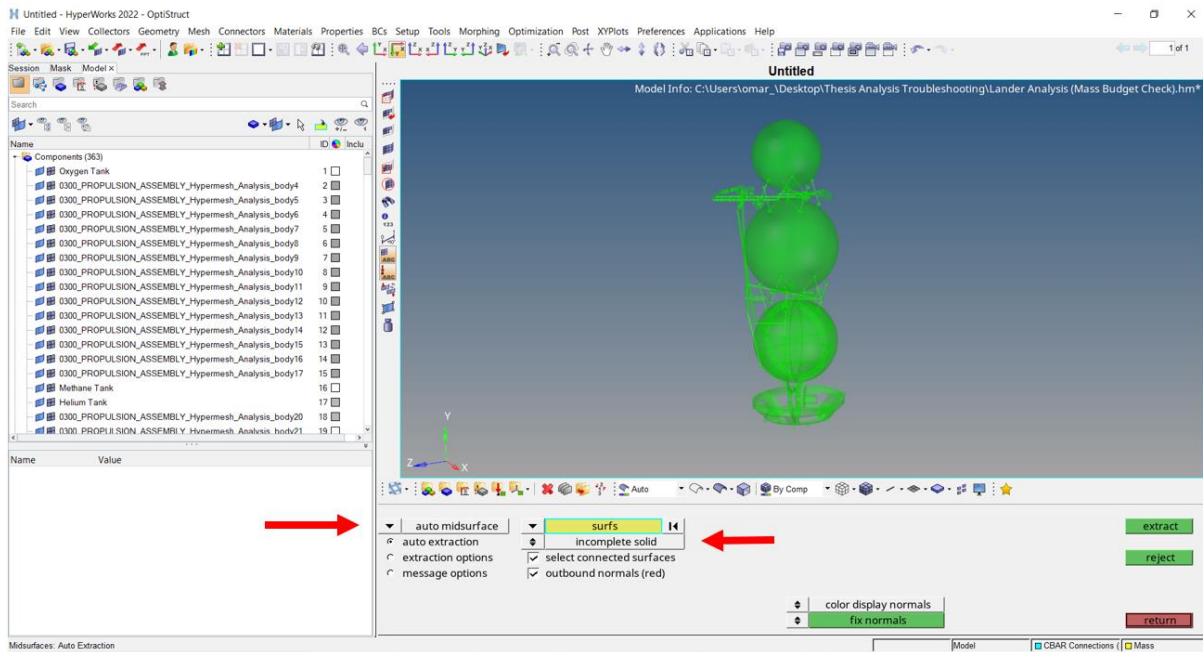 Untitled - HyperWorks 2022 - OptiStruct
File Edit View Collectors Geometry Mesh Connectors Materials Properties BCs Setup Tools Morphing Optimization Post XYPlots Preferences Applications Help
1 of 1
Session Mask Model ×
Untitled
Model Info: C:\Users\omar_\Desktop\Thesis Analysis Troubleshooting\Lander Analysis (Mass Budget Check).hm*
Search
Name ID Inclu
Components (363)
Oxygen Tank 1
0300_PROPULSION_ASSEMBLY_Hypermesh_Analysis_body4 2
0300_PROPULSION_ASSEMBLY_Hypermesh_Analysis_body5 3
0300_PROPULSION_ASSEMBLY_Hypermesh_Analysis_body6 4
0300_PROPULSION_ASSEMBLY_Hypermesh_Analysis_body7 5
0300_PROPULSION_ASSEMBLY_Hypermesh_Analysis_body8 6
0300_PROPULSION_ASSEMBLY_Hypermesh_Analysis_body9 7
0300_PROPULSION_ASSEMBLY_Hypermesh_Analysis_body10 8
0300_PROPULSION_ASSEMBLY_Hypermesh_Analysis_body11 9
0300_PROPULSION_ASSEMBLY_Hypermesh_Analysis_body12 10
0300_PROPULSION_ASSEMBLY_Hypermesh_Analysis_body13 11
0300_PROPULSION_ASSEMBLY_Hypermesh_Analysis_body14 12
0300_PROPULSION_ASSEMBLY_Hypermesh_Analysis_body15 13
0300_PROPULSION_ASSEMBLY_Hypermesh_Analysis_body16 14
0300_PROPULSION_ASSEMBLY_Hypermesh_Analysis_body17 15
Methane Tank 16
Helium Tank 17
0300_PROPULSION_ASSEMBLY_Hypermesh_Analysis_body20 18
0300_PROPULSION_ASSEMBLY_Hypermesh_Analysis_body21 19
123
ABC
ABC
Y
Z
X
Name Value
Auto By Comp
auto midsurface surfs extract
auto extraction incomplete solid
extraction options select connected surfaces reject
message options outbound normals (red)
color display normals
fix normals return
Midsurfaces: Auto Extraction Model CBAR Connections ( Mass